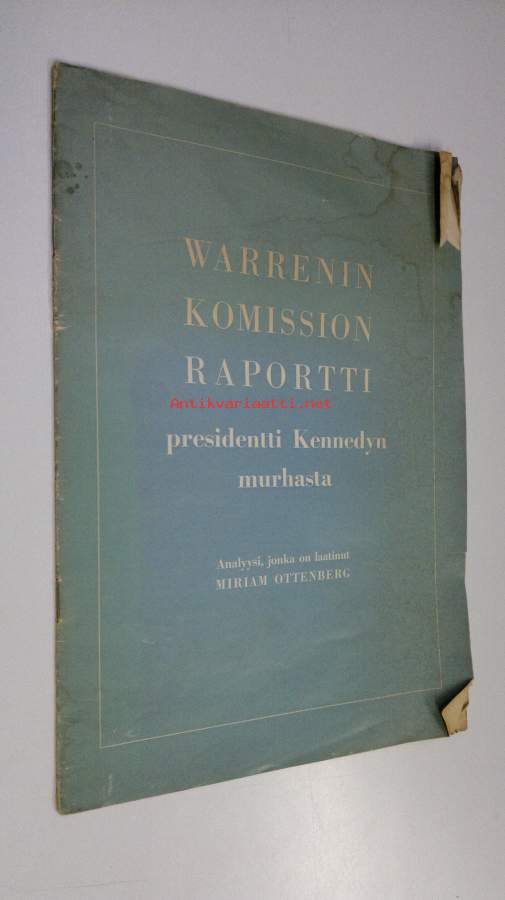 WARRENIN
KOMISSION
RAPORTTI
Antikvariaatti.net
presidentti Kennedyn
murhasta
Analyysi, jonka on laatinut
MIRIAM OTTENBERG